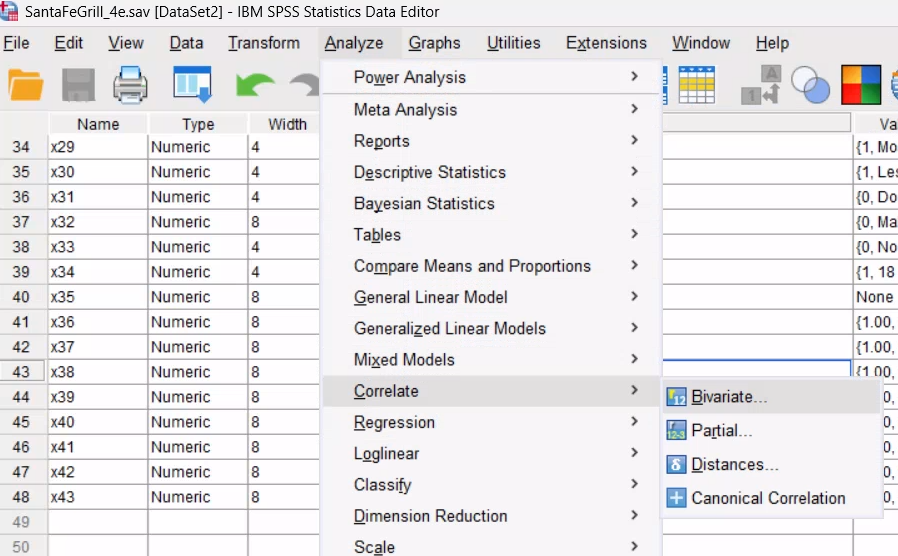 SantaFeGrill_4e.sav [DataSet2] - IBM SPSS Statistics Data Editor
File Edit View Data Transform Analyze Graphs Utilities Extensions Window Help
Name Type Width Va
34 x29 Numeric 4 {1, Mo
35 x30 Numeric 4 {1, Les
36 x31 Numeric 4 {0, Do
37 x32 Numeric 8 {0, Ma
38 x33 Numeric 4 {0, No
39 x34 Numeric 4 {1, 18
40 x35 Numeric 8 None
41 x36 Numeric 8 {1.00,
42 x37 Numeric 8 {1.00,
43 x38 Numeric 8 {1.00,
44 x39 Numeric 8 0,
45 x40 Numeric 8 0,
46 x41 Numeric 8 0,
47 x42 Numeric 8 0,
48 x43 Numeric 8 0,
49
50
Power Analysis
Meta Analysis
Reports
Descriptive Statistics
Bayesian Statistics
Tables
Compare Means and Proportions
General Linear Model
Generalized Linear Models
Mixed Models
Correlate
Regression
Loglinear
Classify
Dimension Reduction
Scale
Bivariate...
Partial...
Distances...
Canonical Correlation